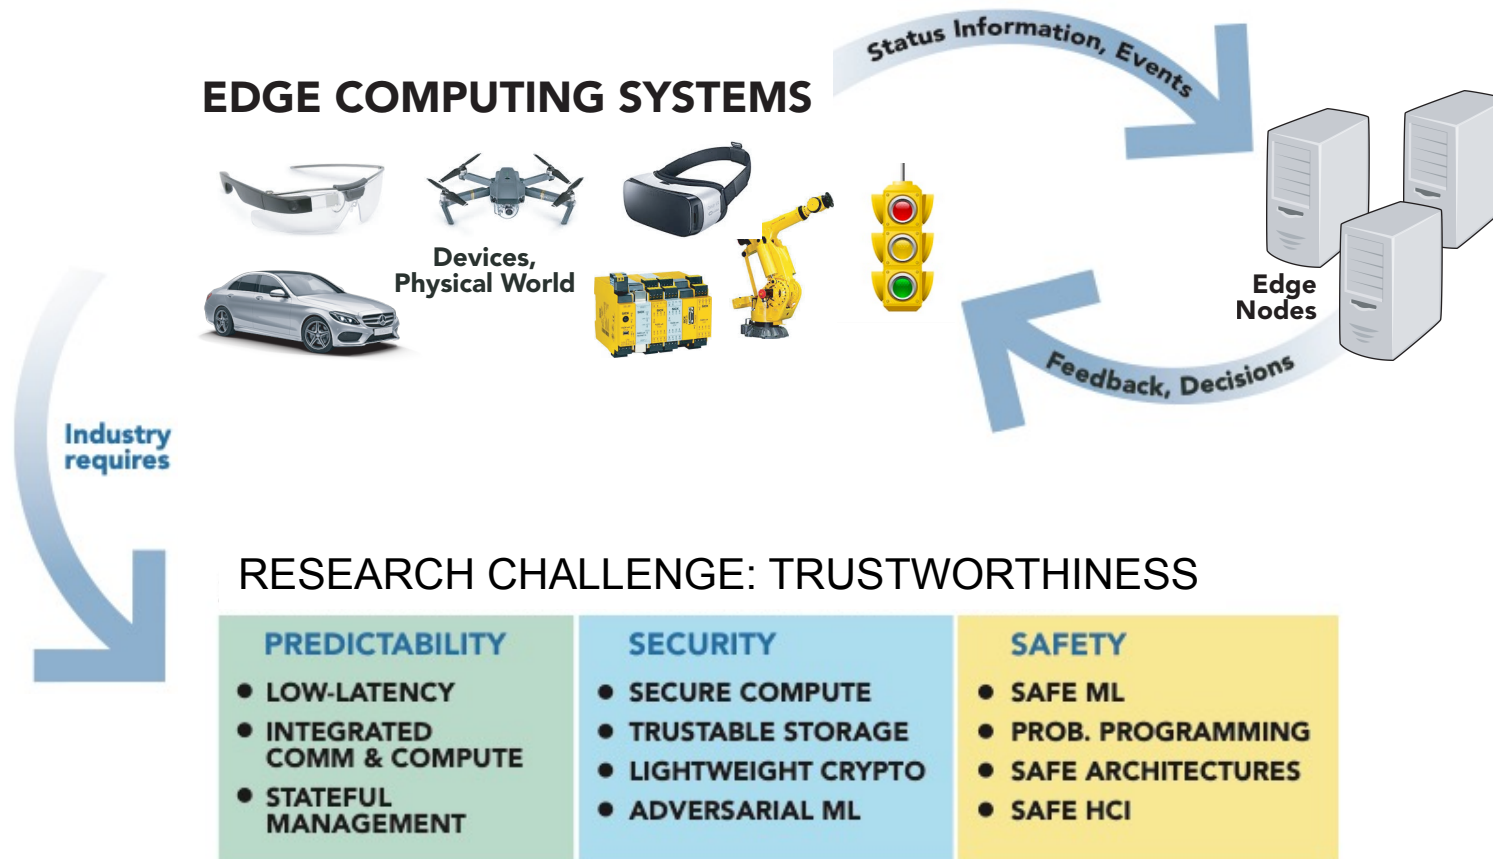 Status Information, Events
EDGE COMPUTING SYSTEMS
Devices,
Physical World
Edge
Nodes
Feedback, Decisions
Industry
requires
RESEARCH CHALLENGE: TRUSTWORTHINESS
PREDICTABILITY
● LOW-LATENCY
● INTEGRATED
COMM & COMPUTE
● STATEFUL
MANAGEMENT
SECURITY
● SECURE COMPUTE
● TRUSTABLE STORAGE
● LIGHTWEIGHT CRYPTO
● ADVERSARIAL ML
SAFETY
● SAFE ML
● PROB. PROGRAMMING
● SAFE ARCHITECTURES
● SAFE HCI